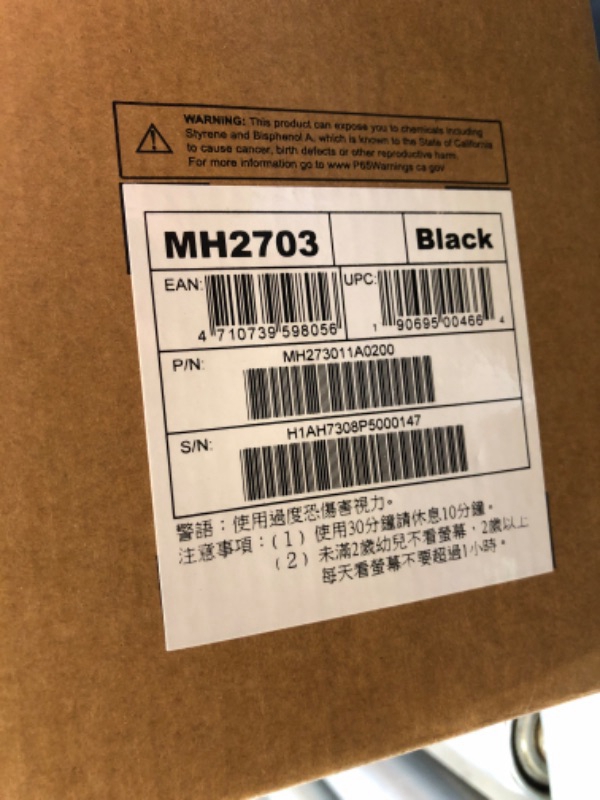 WARNING: This product can expose you to chemicals including
Styrene and Bisphenol A, which is known to the State of California
to cause cancer, birth defects or other reproductive harm.
For more information go to www.P65Warnings.ca.gov
MH2703 Black
EAN: UPC:
4 710739 598056 1 90695 00466 4
P/N: MH273011A0200
S/N: H1AH7308P5000147
警語：使用過度恐傷害視力。
注意事項：(1) 使用30分鐘請休息10分鐘。
(2) 未滿2歲幼兒不看螢幕，2歲以上
每天看螢幕不要超過1小時。